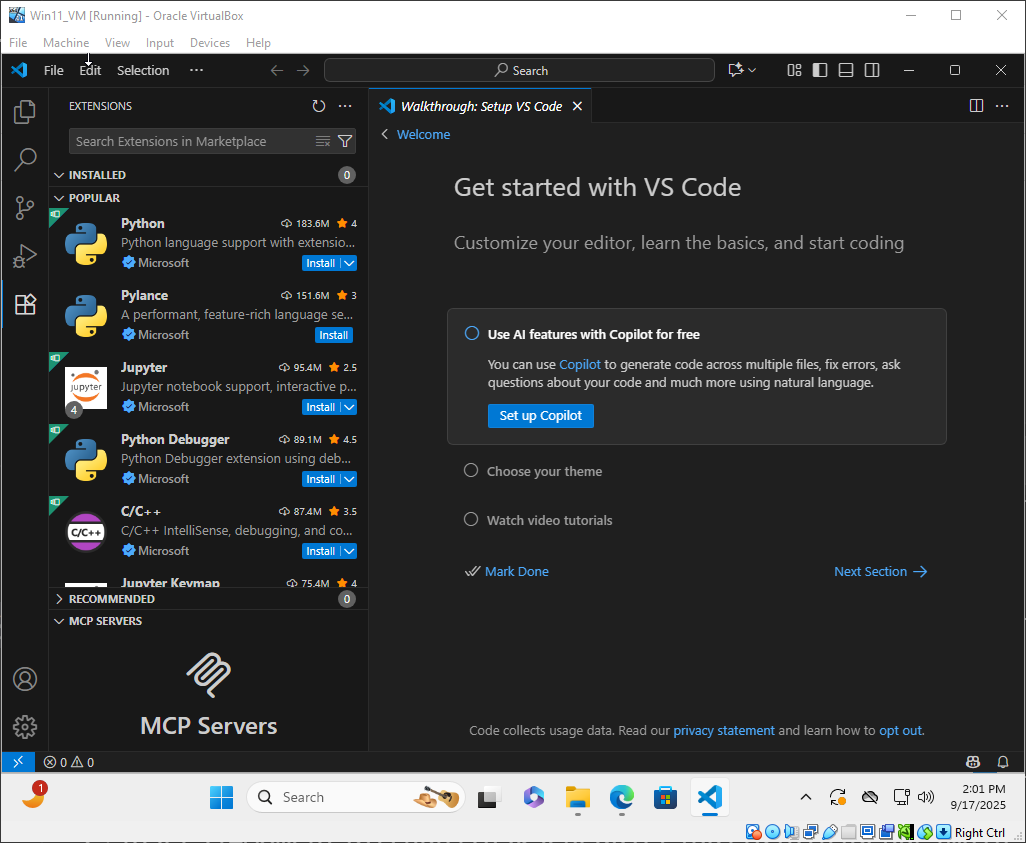 Win11_VM [Running] - Oracle VirtualBox
File Machine View Input Devices Help
File Edit Selection ··· Search
EXTENSIONS
Walkthrough: Setup VS Code
Search Extensions in Marketplace
Welcome
INSTALLED 0
POPULAR
Python 183.6M 4
Python language support with extensio...
Microsoft Install
Pylance 151.6M 3
A performant, feature-rich language se...
Microsoft Install
Jupyter 95.4M 2.5
Jupyter notebook support, interactive p...
jupyter
4
Microsoft Install
Python Debugger 89.1M 4.5
Python Debugger extension using deb...
Microsoft Install
C/C++ 87.4M 3.5
C/C++ IntelliSense, debugging, and co...
C/C++
Microsoft Install
Jupyter Keymap 75.4M 4
RECOMMENDED 0
MCP SERVERS
MCP Servers
Get started with VS Code
Customize your editor, learn the basics, and start coding
Use AI features with Copilot for free
You can use Copilot to generate code across multiple files, fix errors, ask
questions about your code and much more using natural language.
Set up Copilot
Choose your theme
Watch video tutorials
Mark Done Next Section
Code collects usage data. Read our privacy statement and learn how to opt out.
0 0
1
Search
2:01 PM
9/17/2025
Right Ctrl